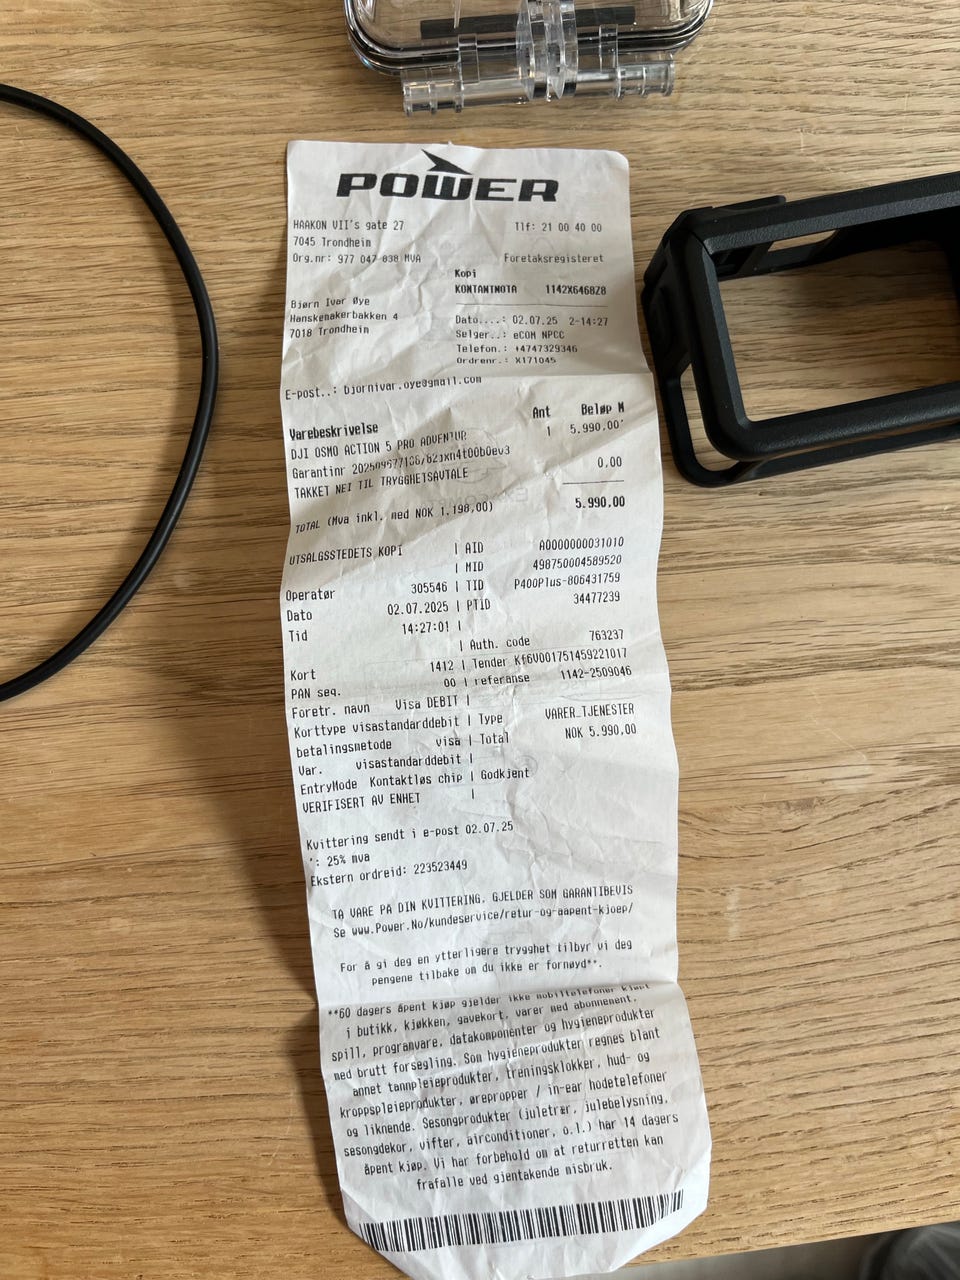 POWER
HAAKON VII's gate 27 Tlf: 21 00 40 00
7045 Trondheim
Org.nr: 977 047 838 MVA Foretaksregisteret
Kopi
KONTANTNOTA 1142X6468Z8
Bjørn Ivar Øye
Hanskemakerbakken 4
7018 Trondheim
Dato....: 02.07.25 2-14:27
Selger..: eCOM NPCC
Telefon.: +4747329346
Ordrenr.: X171045
E-post..: bjornivar.oye@gmail.com
Varebeskrivelse Ant Beløp M
DJI OSMO ACTION 5 PRO ADVENTUR 1 5.990,00'
Garantinr
TAKKET NEI TIL TRYGGHETSAVTALE 0,00
TOTAL (Mva inkl. med NOK 1.198,00) 5.990,00
UTSALGSSTEDETS KOPI | AID A0000000031010
| MID 498750004589520
Operatør 305546 | TID P400Plus-806431759
Dato 02.07.2025 | PTID 34477239
Tid 14:27:01 |
| Auth. code 763237
Kort 1412 | Tender Kf6V001751459221017
PAN seq. 00 | referanse 1142-2509046
Foretr. navn Visa DEBIT |
Korttype visastandarddebit | Type VARER_TJENESTER
betalingsmetode visa | Total NOK 5.990,00
Var. visastandarddebit |
EntryMode Kontaktløs chip | Godkjent
VERIFISERT AV ENHET |
Kvittering sendt i e-post 02.07.25
': 25% mva
Ekstern ordreid: 223523449
TA VARE PÅ DIN KVITTERING. GJELDER SOM GARANTIBEVIS
Se www.Power.No/kundeservice/retur-og-aapent-kjoep/
For å gi deg en ytterligere trygghet tilbyr vi deg
pengene tilbake om du ikke er fornøyd**.
**60 dagers åpent kjøp gjelder ikke mobiltelefoner kjøpt
i butikk, kjøkken, gavekort, varer med abonnement,
spill, programvare, datakomponenter og hygieneprodukter
med brutt forsegling. Som hygieneprodukter regnes blant
annet tannpleieprodukter, treningsklokker, hud- og
kroppspleieprodukter, ørepropper / in-ear hodetelefoner
og liknende. Sesongprodukter (juletrær, julebelysning,
sesongdekor, vifter, airconditioner, o.l.) har 14 dagers
åpent kjøp. Vi har forbehold om at returretten kan
frafalle ved gjentakende misbruk.